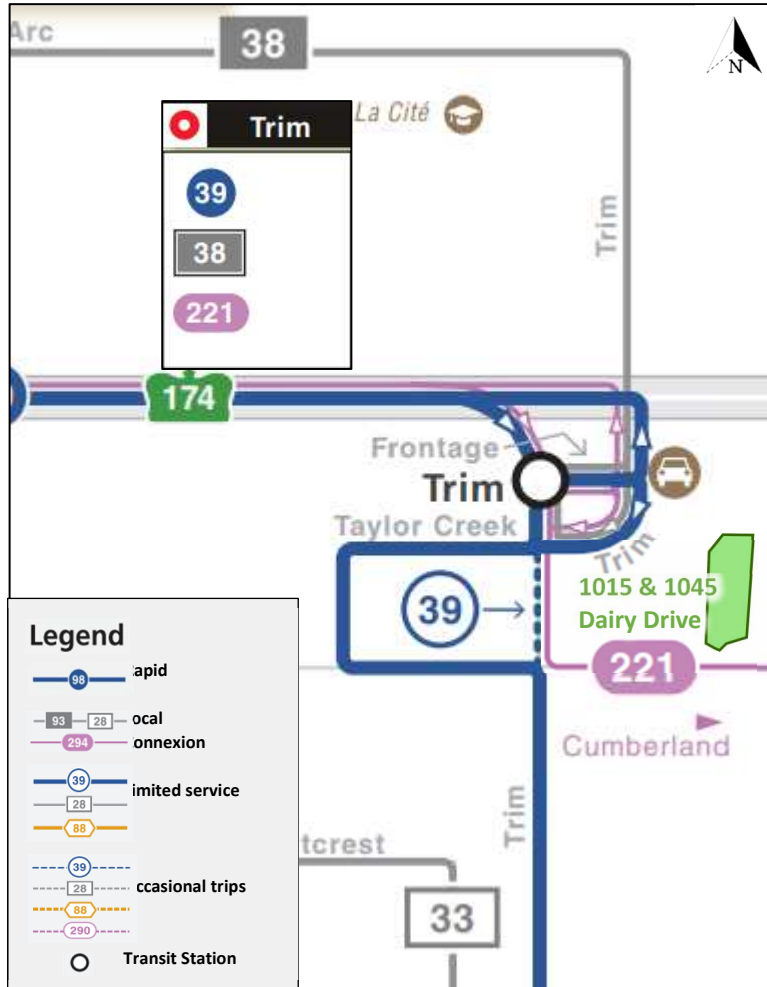 Arc
38
N
La Cité
Trim
39
38
221
Trim
174
Frontage
Trim
Taylor Creek
Trim
39
1015 & 1045
Dairy Drive
221
Cumberland
Trim
tcrest
33
Legend
98
apid
93 28
ocal
294
onnexion
39
28
imited service
88
39
28
ccasional trips
88
290
Transit Station